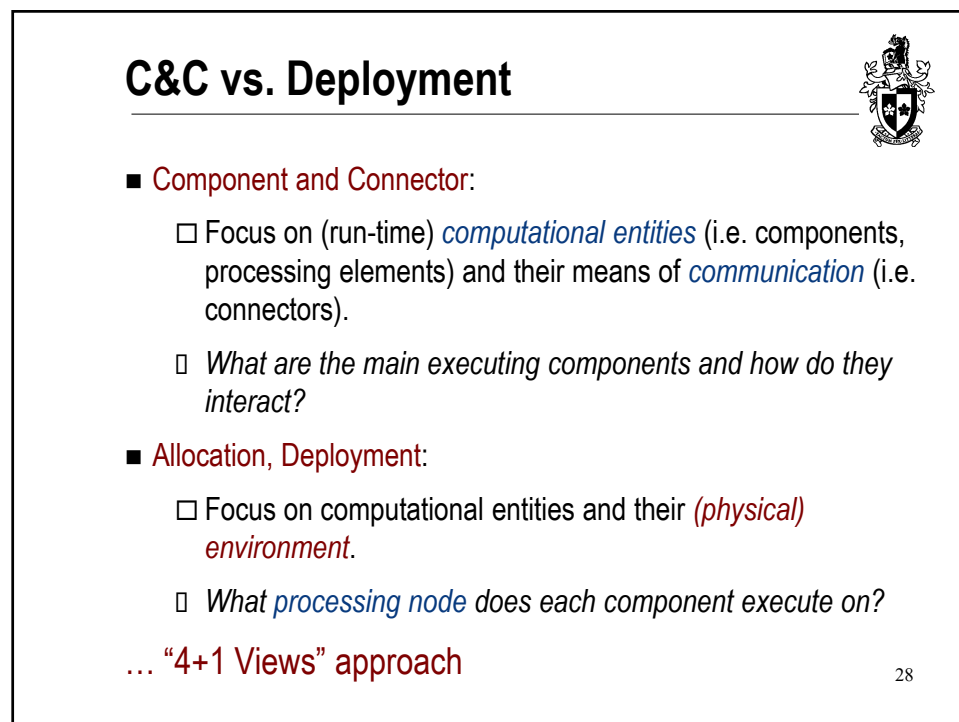 C&C vs. Deployment
■ Component and Connector:
□ Focus on (run-time) computational entities (i.e. components,
processing elements) and their means of communication (i.e.
connectors).
▯ What are the main executing components and how do they
interact?
■ Allocation, Deployment:
□ Focus on computational entities and their (physical)
environment.
▯ What processing node does each component execute on?
… “4+1 Views” approach
28